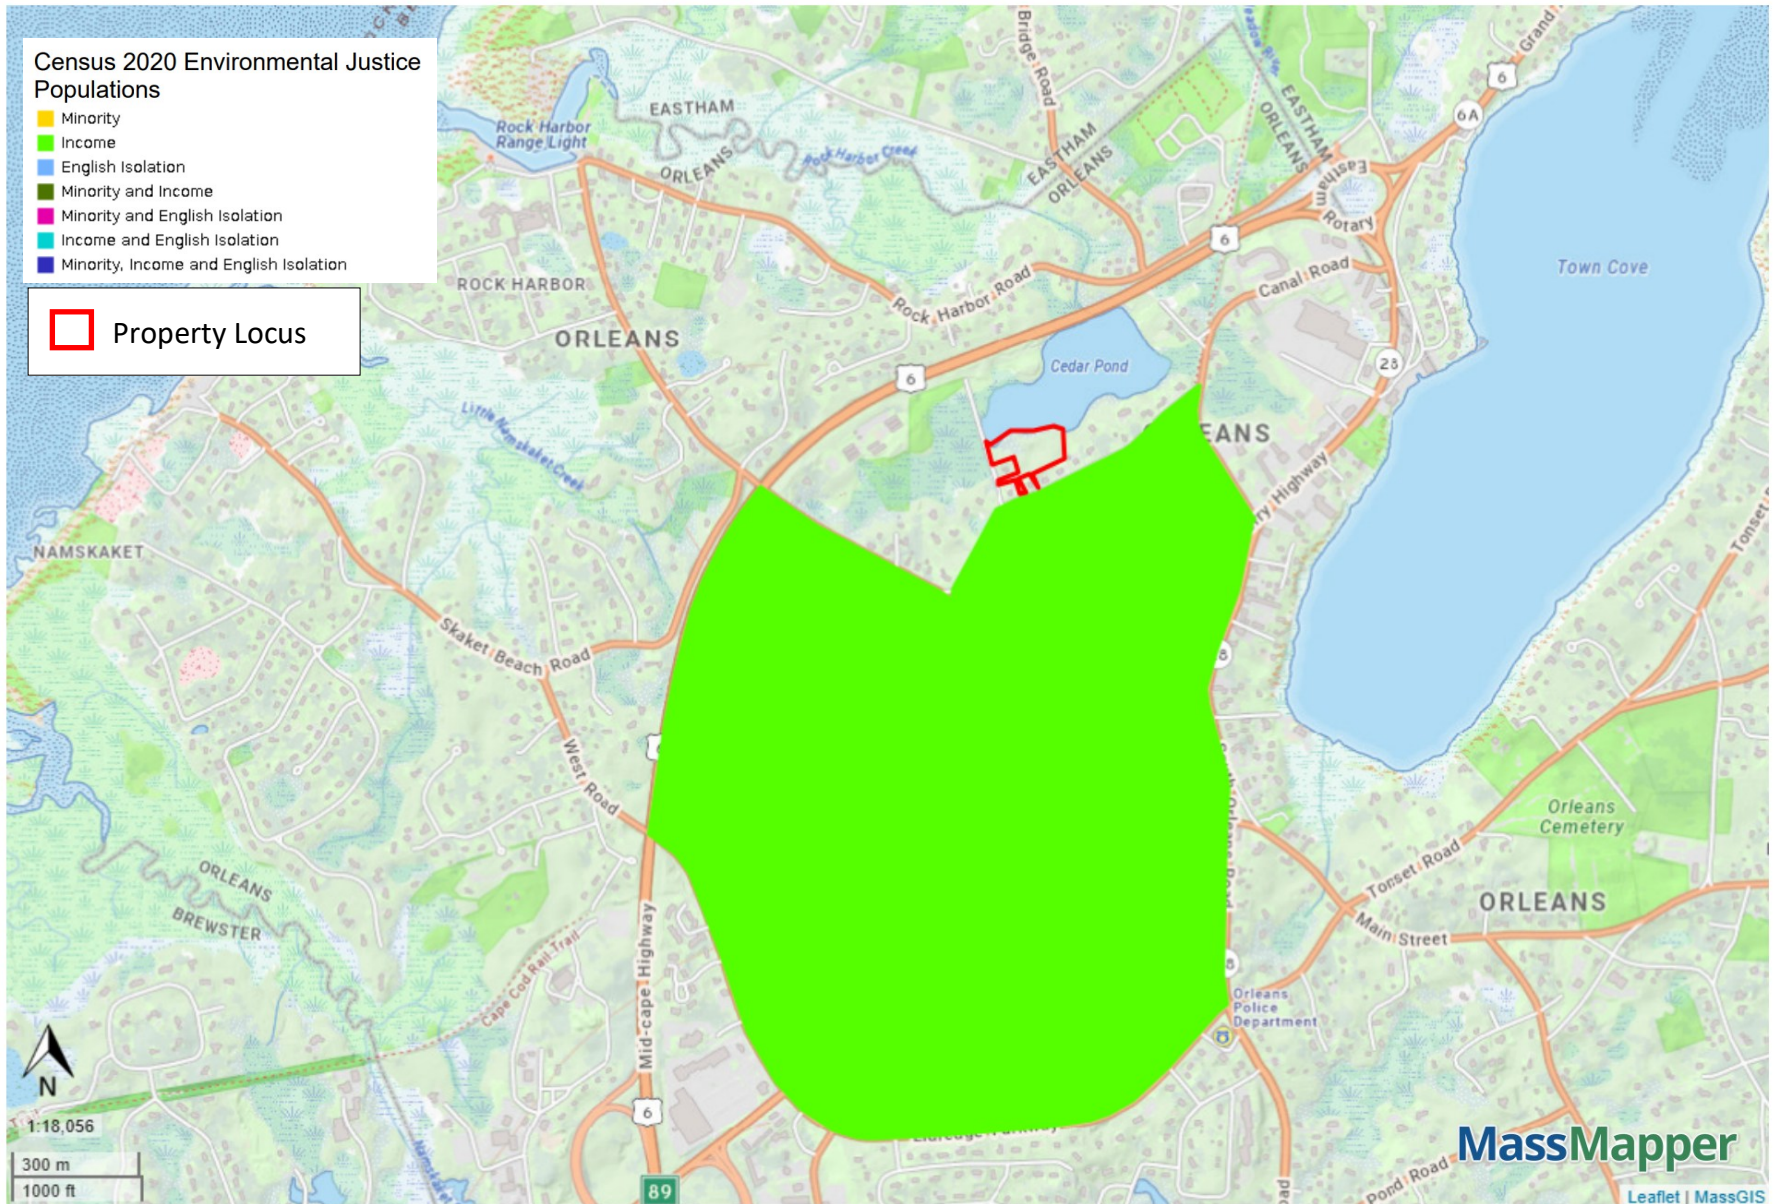 Census 2020 Environmental Justice
Populations
Minority
Income
English Isolation
Minority and Income
Minority and English Isolation
Income and English Isolation
Minority, Income and English Isolation
Property Locus
Bridge Road
Grand
6
6A
EASTHAM
ORLEANS
Rock Harbor
Range Light
EASTHAM
ORLEANS
Rock Harbor Creek
EASTHAM
ORLEANS
Eastham
Rotary
6
Town Cove
Canal Road
ROCK HARBOR
Rock Harbor Road
ORLEANS
28
Cedar Pond
6
Little Namskaket Creek
EANS
ry Highway
Tonset
NAMSKAKET
Skaket Beach Road
8
West Road
Orleans
Cemetery
Tonset Road
ORLEANS
ORLEANS
BREWSTER
Main Street
Cape Cod Rail Trail
Mid-cape Highway
8
Orleans
Police
Department
N
1:18,056
6
300 m
1000 ft
89
Namskaket
Pond Road
MassMapper
Leaflet | MassGIS